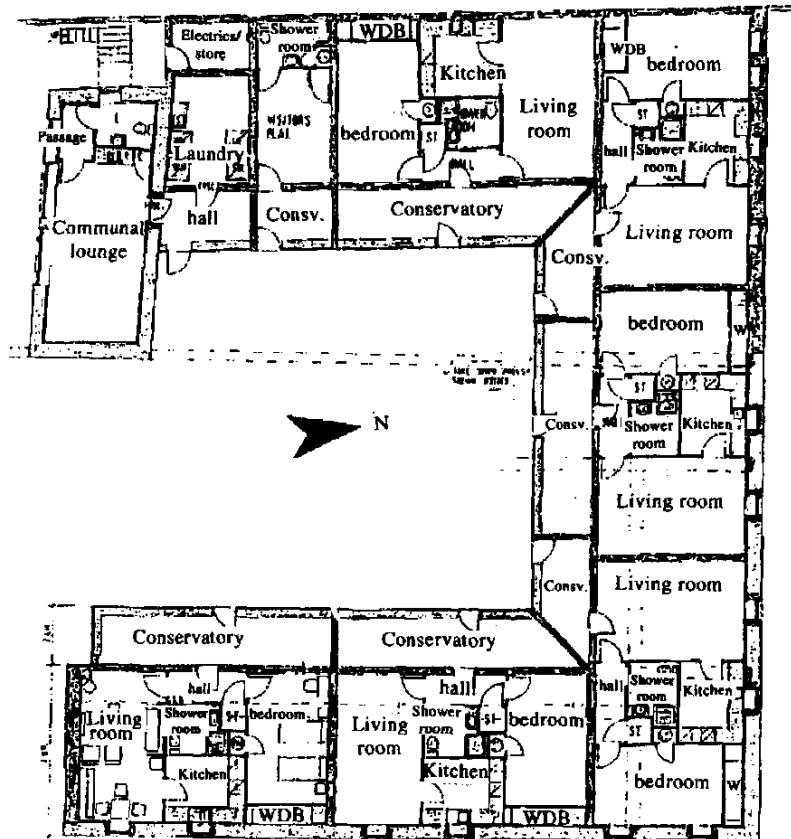 Electrics/
store
Shower
room
WDB
Kitchen
Living
room
bedroom
ST
Laundry
hall
Passage
Communal
lounge
Consv.
Conservatory
WDB
bedroom
ST
hall
Shower
room
Kitchen
Living room
Consv.
bedroom
W
ST
Shower
room
Kitchen
Consv.
Living room
N
Living room
Consv.
hall
Shower
room
Kitchen
ST
bedroom
W
Conservatory
Conservatory
hall
Living
room
Shower
room
bedroom
Kitchen
WDB
hall
Living
room
Shower
room
bedroom
Kitchen
WDB